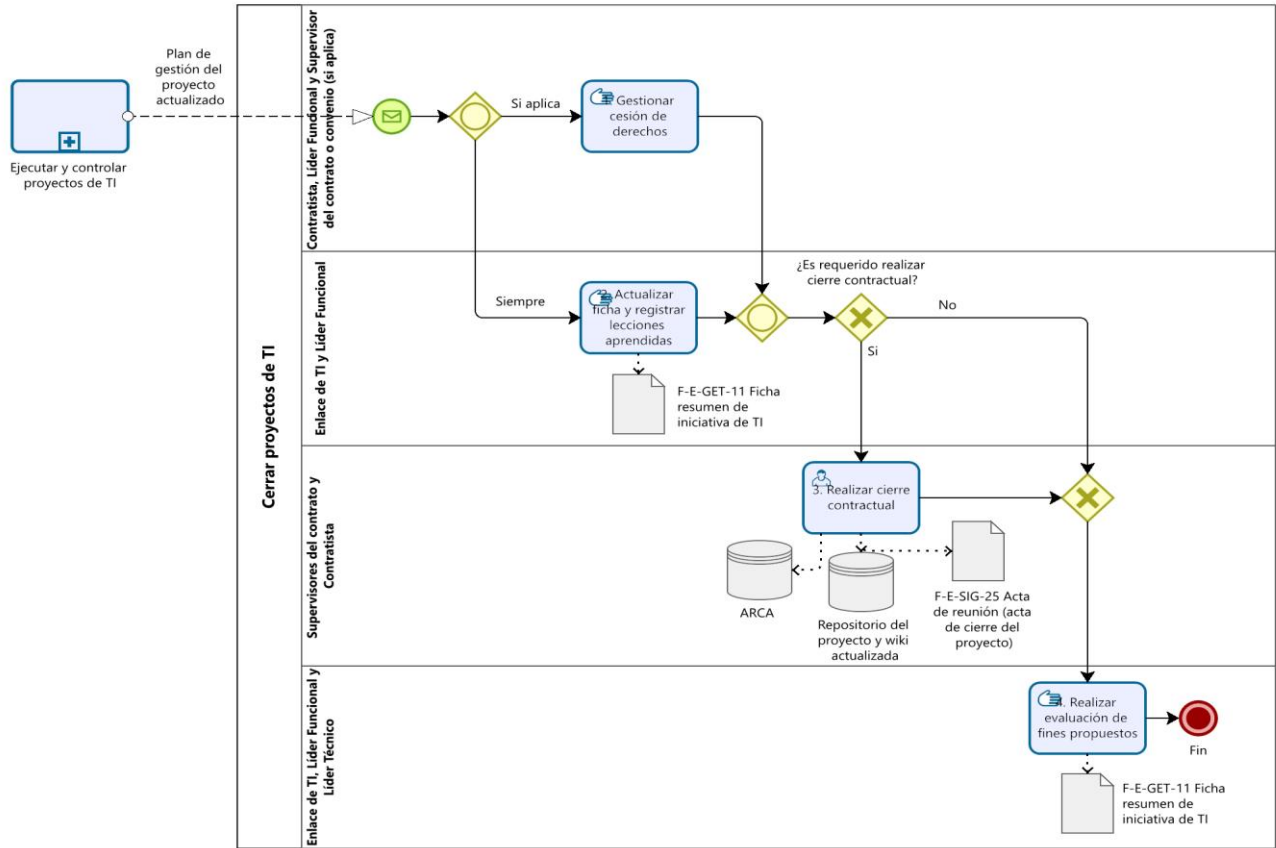 Plan de
gestión del
proyecto
actualizado
Ejecutar y controlar
proyectos de TI
Cerrar proyectos de TI
Contratista, Líder Funcional y Supervisor
del contrato o convenio (si aplica)
Si aplica
Gestionar
cesión de
derechos
Siempre
Enlace de TI y Líder Funcional
2. Actualizar
ficha y registrar
lecciones
aprendidas
¿Es requerido realizar
cierre contractual?
No
Si
F-E-GET-11 Ficha
resumen de
iniciativa de TI
Supervisores del contrato y
Contratista
3. Realizar cierre
contractual
ARCA
Repositorio del
proyecto y wiki
actualizada
F-E-SIG-25 Acta
de reunión (acta
de cierre del
proyecto)
Enlace de TI, Líder Funcional y
Líder Técnico
4. Realizar
evaluación de
fines propuestos
Fin
F-E-GET-11 Ficha
resumen de
iniciativa de TI